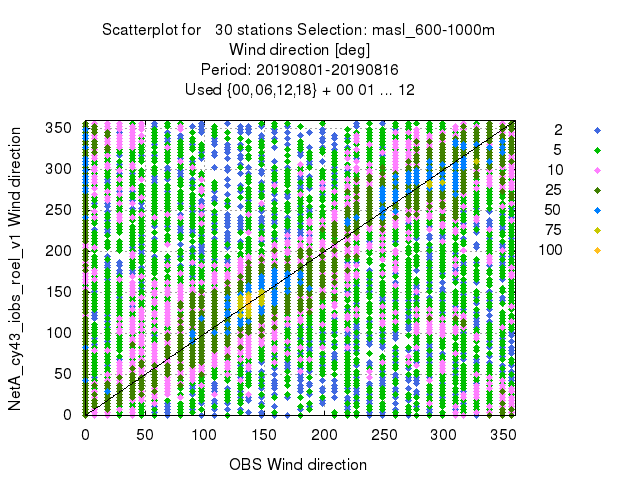 Scatterplot for 30 stations Selection: masl_600-1000m
Wind direction [deg]
Period: 20190801-20190816
Used {00,06,12,18} + 00 01 ... 12
NetA_cy43_iobs_roel_v1 Wind direction
350
300
250
200
150
100
50
0
0 50 100 150 200 250 300 350
OBS Wind direction
2
5
10
25
50
75
100